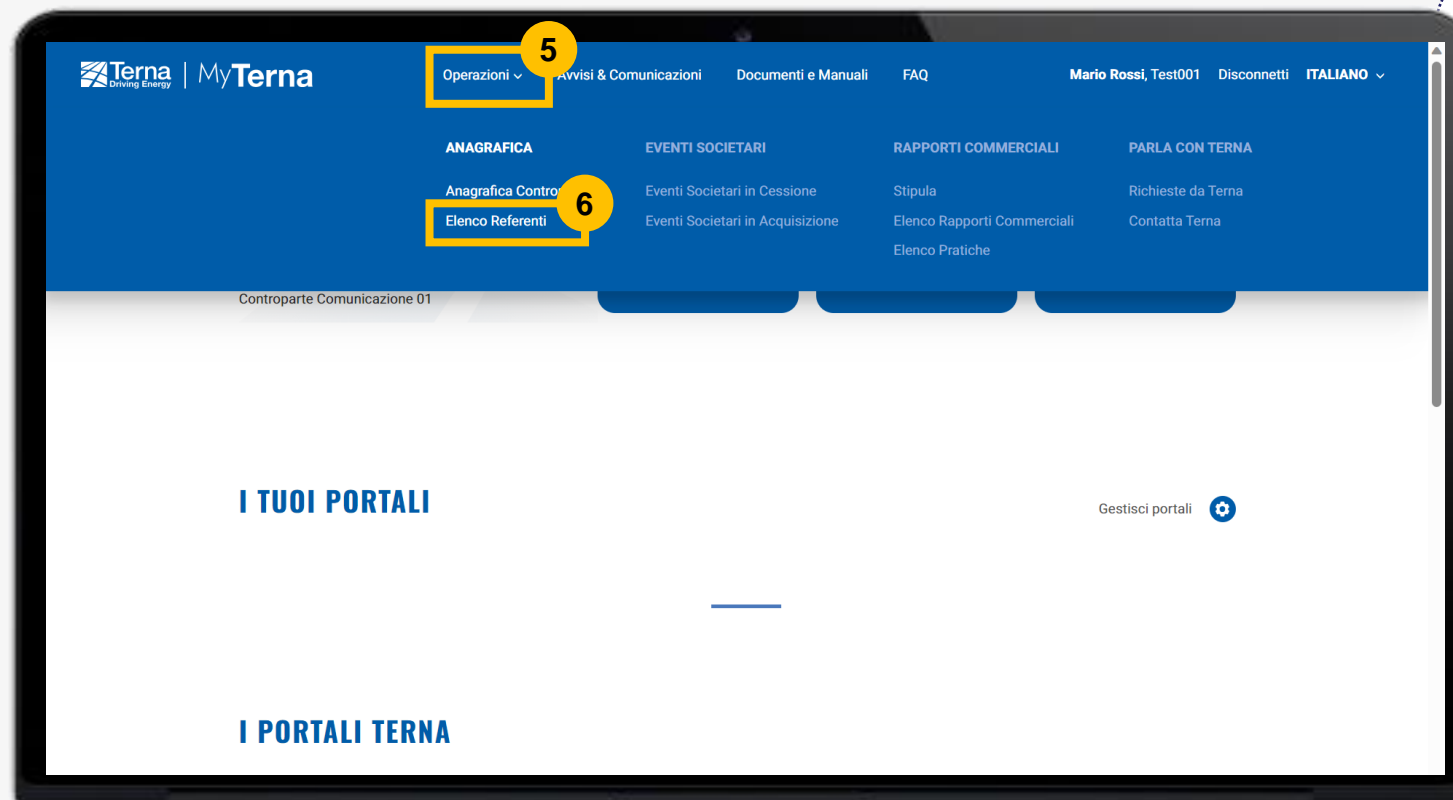 Terna
Driving Energy
MyTerna
Operazioni
5
Avvisi & Comunicazioni
Documenti e Manuali
FAQ
Mario Rossi, Test001
Disconnetti
ITALIANO
ANAGRAFICA
Anagrafica
6
Elenco Referenti
EVENTI SOCIETARI
Eventi Societari in Cessione
Eventi Societari in Acquisizione
RAPPORTI COMMERCIALI
Stipula
Elenco Rapporti Commerciali
Elenco Pratiche
PARLA CON TERNA
Richieste da Terna
Contatta Terna
Controparte Comunicazione 01
I TUOI PORTALI
Gestisci portali
I PORTALI TERNA